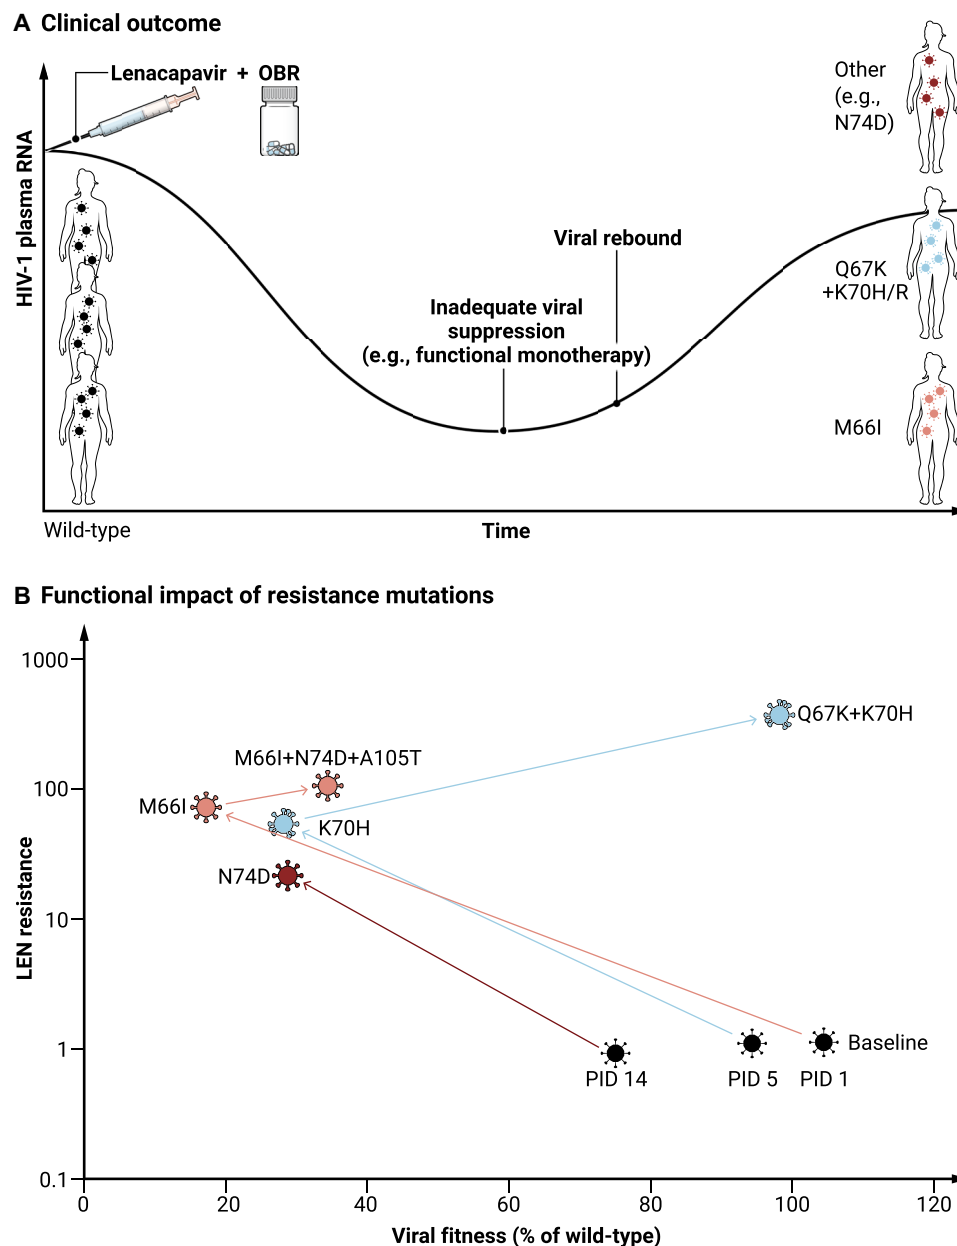 A Clinical outcome
Lenacapavir + OBR
HIV-1 plasma RNA
Viral rebound
Inadequate viral
suppression
(e.g., functional monotherapy)
Other
(e.g.,
N74D)
Q67K
+K70H/R
M66I
Wild-type
Time
B Functional impact of resistance mutations
LEN resistance
1000
100
10
1
0.1
Q67K+K70H
M66I+N74D+A105T
M66I
K70H
N74D
Baseline
PID 14
PID 5
PID 1
0
20
40
60
80
100
120
Viral fitness (% of wild-type)